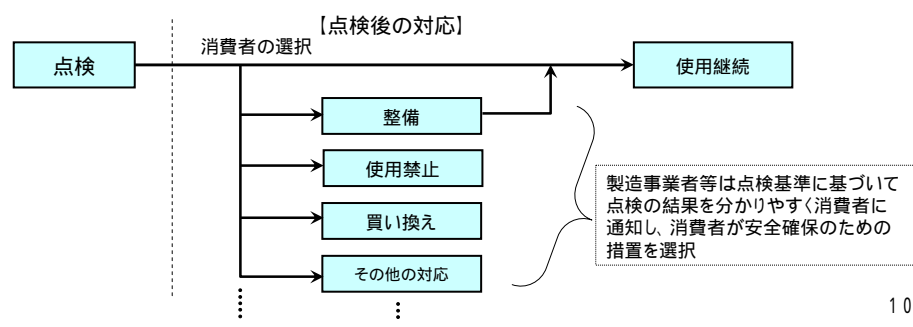 【点検後の対応】
消費者の選択
点検
使用継続
整備
使用禁止
買い換え
その他の対応
製造事業者等は点検基準に基づいて
点検の結果を分かりやすく消費者に
通知し、消費者が安全確保のための
措置を選択
10